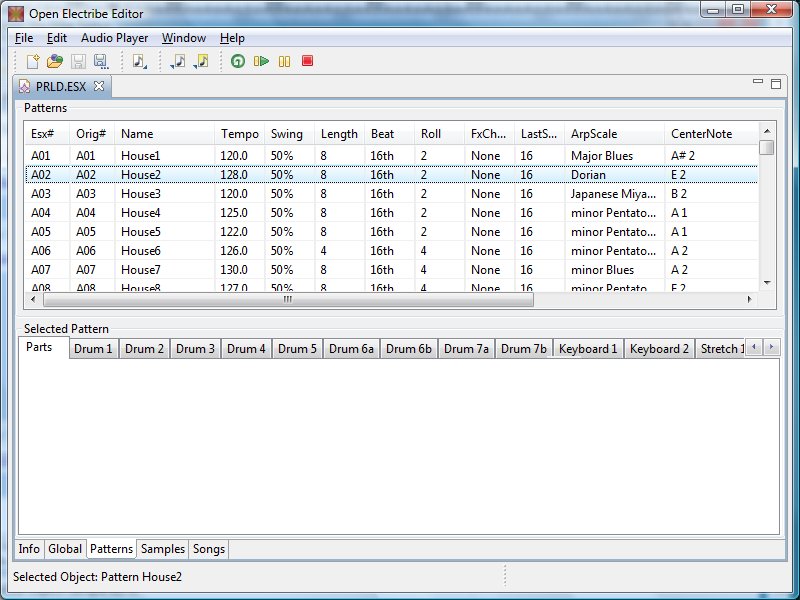 Open Electribe Editor
File Edit Audio Player Window Help
PRLD.ESX
Patterns
Esx# Orig# Name Tempo Swing Length Beat Roll FxCh... LastS... ArpScale CenterNote
A01 A01 House1 120.0 50% 8 16th 2 None 16 Major Blues A# 2
A02 A02 House2 128.0 50% 8 16th 2 None 16 Dorian E 2
A03 A03 House3 120.0 50% 8 16th 2 None 16 Japanese Miya... B 2
A04 A04 House4 125.0 50% 8 16th 2 None 16 minor Pentato... A 1
A05 A05 House5 122.0 50% 8 16th 2 None 16 minor Pentato... A 1
A06 A06 House6 126.0 50% 4 16th 4 None 16 minor Pentato... A 2
A07 A07 House7 130.0 50% 8 16th 4 None 16 minor Blues A 2
A08 A08 House8 127.0 50% 8 16th 4 None 16 minor Pentato
Selected Pattern
Parts Drum 1 Drum 2 Drum 3 Drum 4 Drum 5 Drum 6a Drum 6b Drum 7a Drum 7b Keyboard 1 Keyboard 2 Stretch 1
Info Global Patterns Samples Songs
Selected Object: Pattern House2